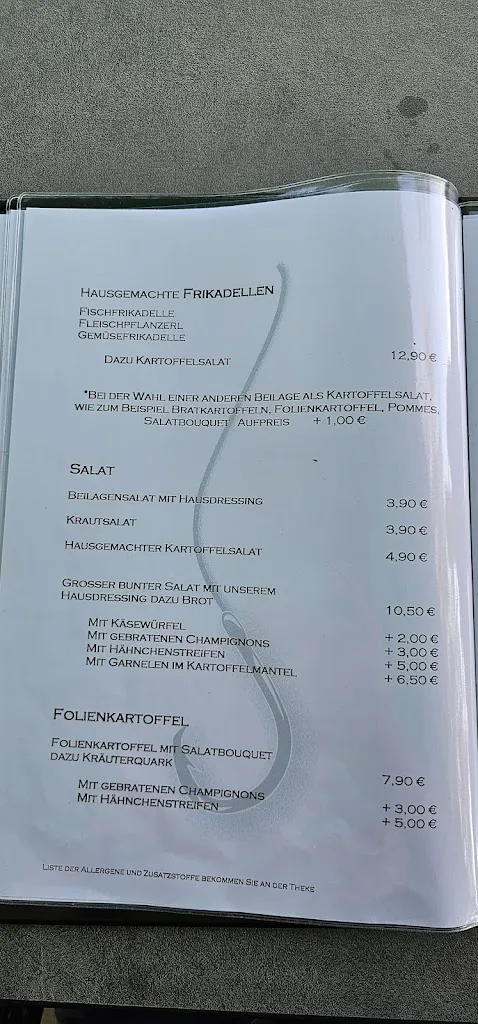 HAUSGEMACHTE FRIKADELLEN
FISCHFRIKADELLE
FLEISCHPFLANZERL
GEMÜSEFRIKADELLE
DAZU KARTOFFELSALAT 12,90 €
*BEI DER WAHL EINER ANDEREN BEILAGE ALS KARTOFFELSALAT,
WIE ZUM BEISPIEL BRATKARTOFFELN, FOLIENKARTOFFEL, POMMES,
SALATBOUQUET AUFPREIS + 1,00 €
SALAT
BEILAGENSALAT MIT HAUSDRESSING 3,90 €
KRAUTSALAT 3,90 €
HAUSGEMACHTER KARTOFFELSALAT 4,90 €
GROSSER BUNTER SALAT MIT UNSEREM
HAUSDRESSING DAZU BROT 10,50 €
MIT KÄSEWÜRFEL + 2,00 €
MIT GEBRATENEN CHAMPIGNONS + 3,00 €
MIT HÄHNCHENSTREIFEN + 5,00 €
MIT GARNELEN IM KARTOFFELMANTEL + 6,50 €
FOLIENKARTOFFEL
FOLIENKARTOFFEL MIT SALATBOUQUET
DAZU KRÄUTERQUARK 7,90 €
MIT GEBRATENEN CHAMPIGNONS + 3,00 €
MIT HÄHNCHENSTREIFEN + 5,00 €
LISTE DER ALLERGENE UND ZUSATZSTOFFE BEKOMMEN SIE AN DER THEKE